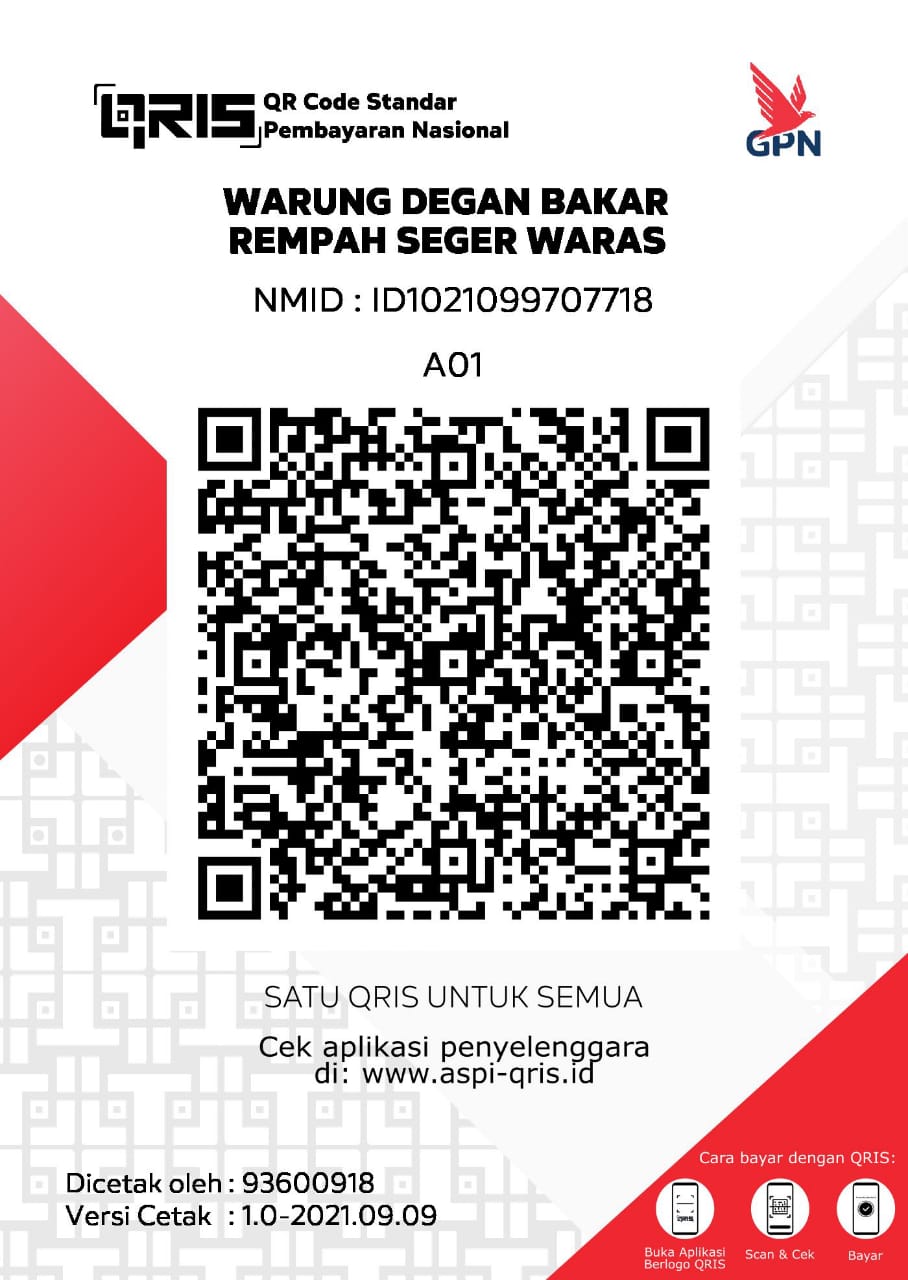 QRIS QR Code Standar
Pembayaran Nasional
GPN
WARUNG DEGAN BAKAR
REMPAH SEGER WARAS
NMID : ID1021099707718
A01
SATU QRIS UNTUK SEMUA
Cek aplikasi penyelenggara
di: www.aspi-qris.id
Dicetak oleh : 93600918
Versi Cetak : 1.0-2021.09.09
Cara bayar dengan QRIS:
Buka Aplikasi
Berlogo QRIS
Scan & Cek
Bayar